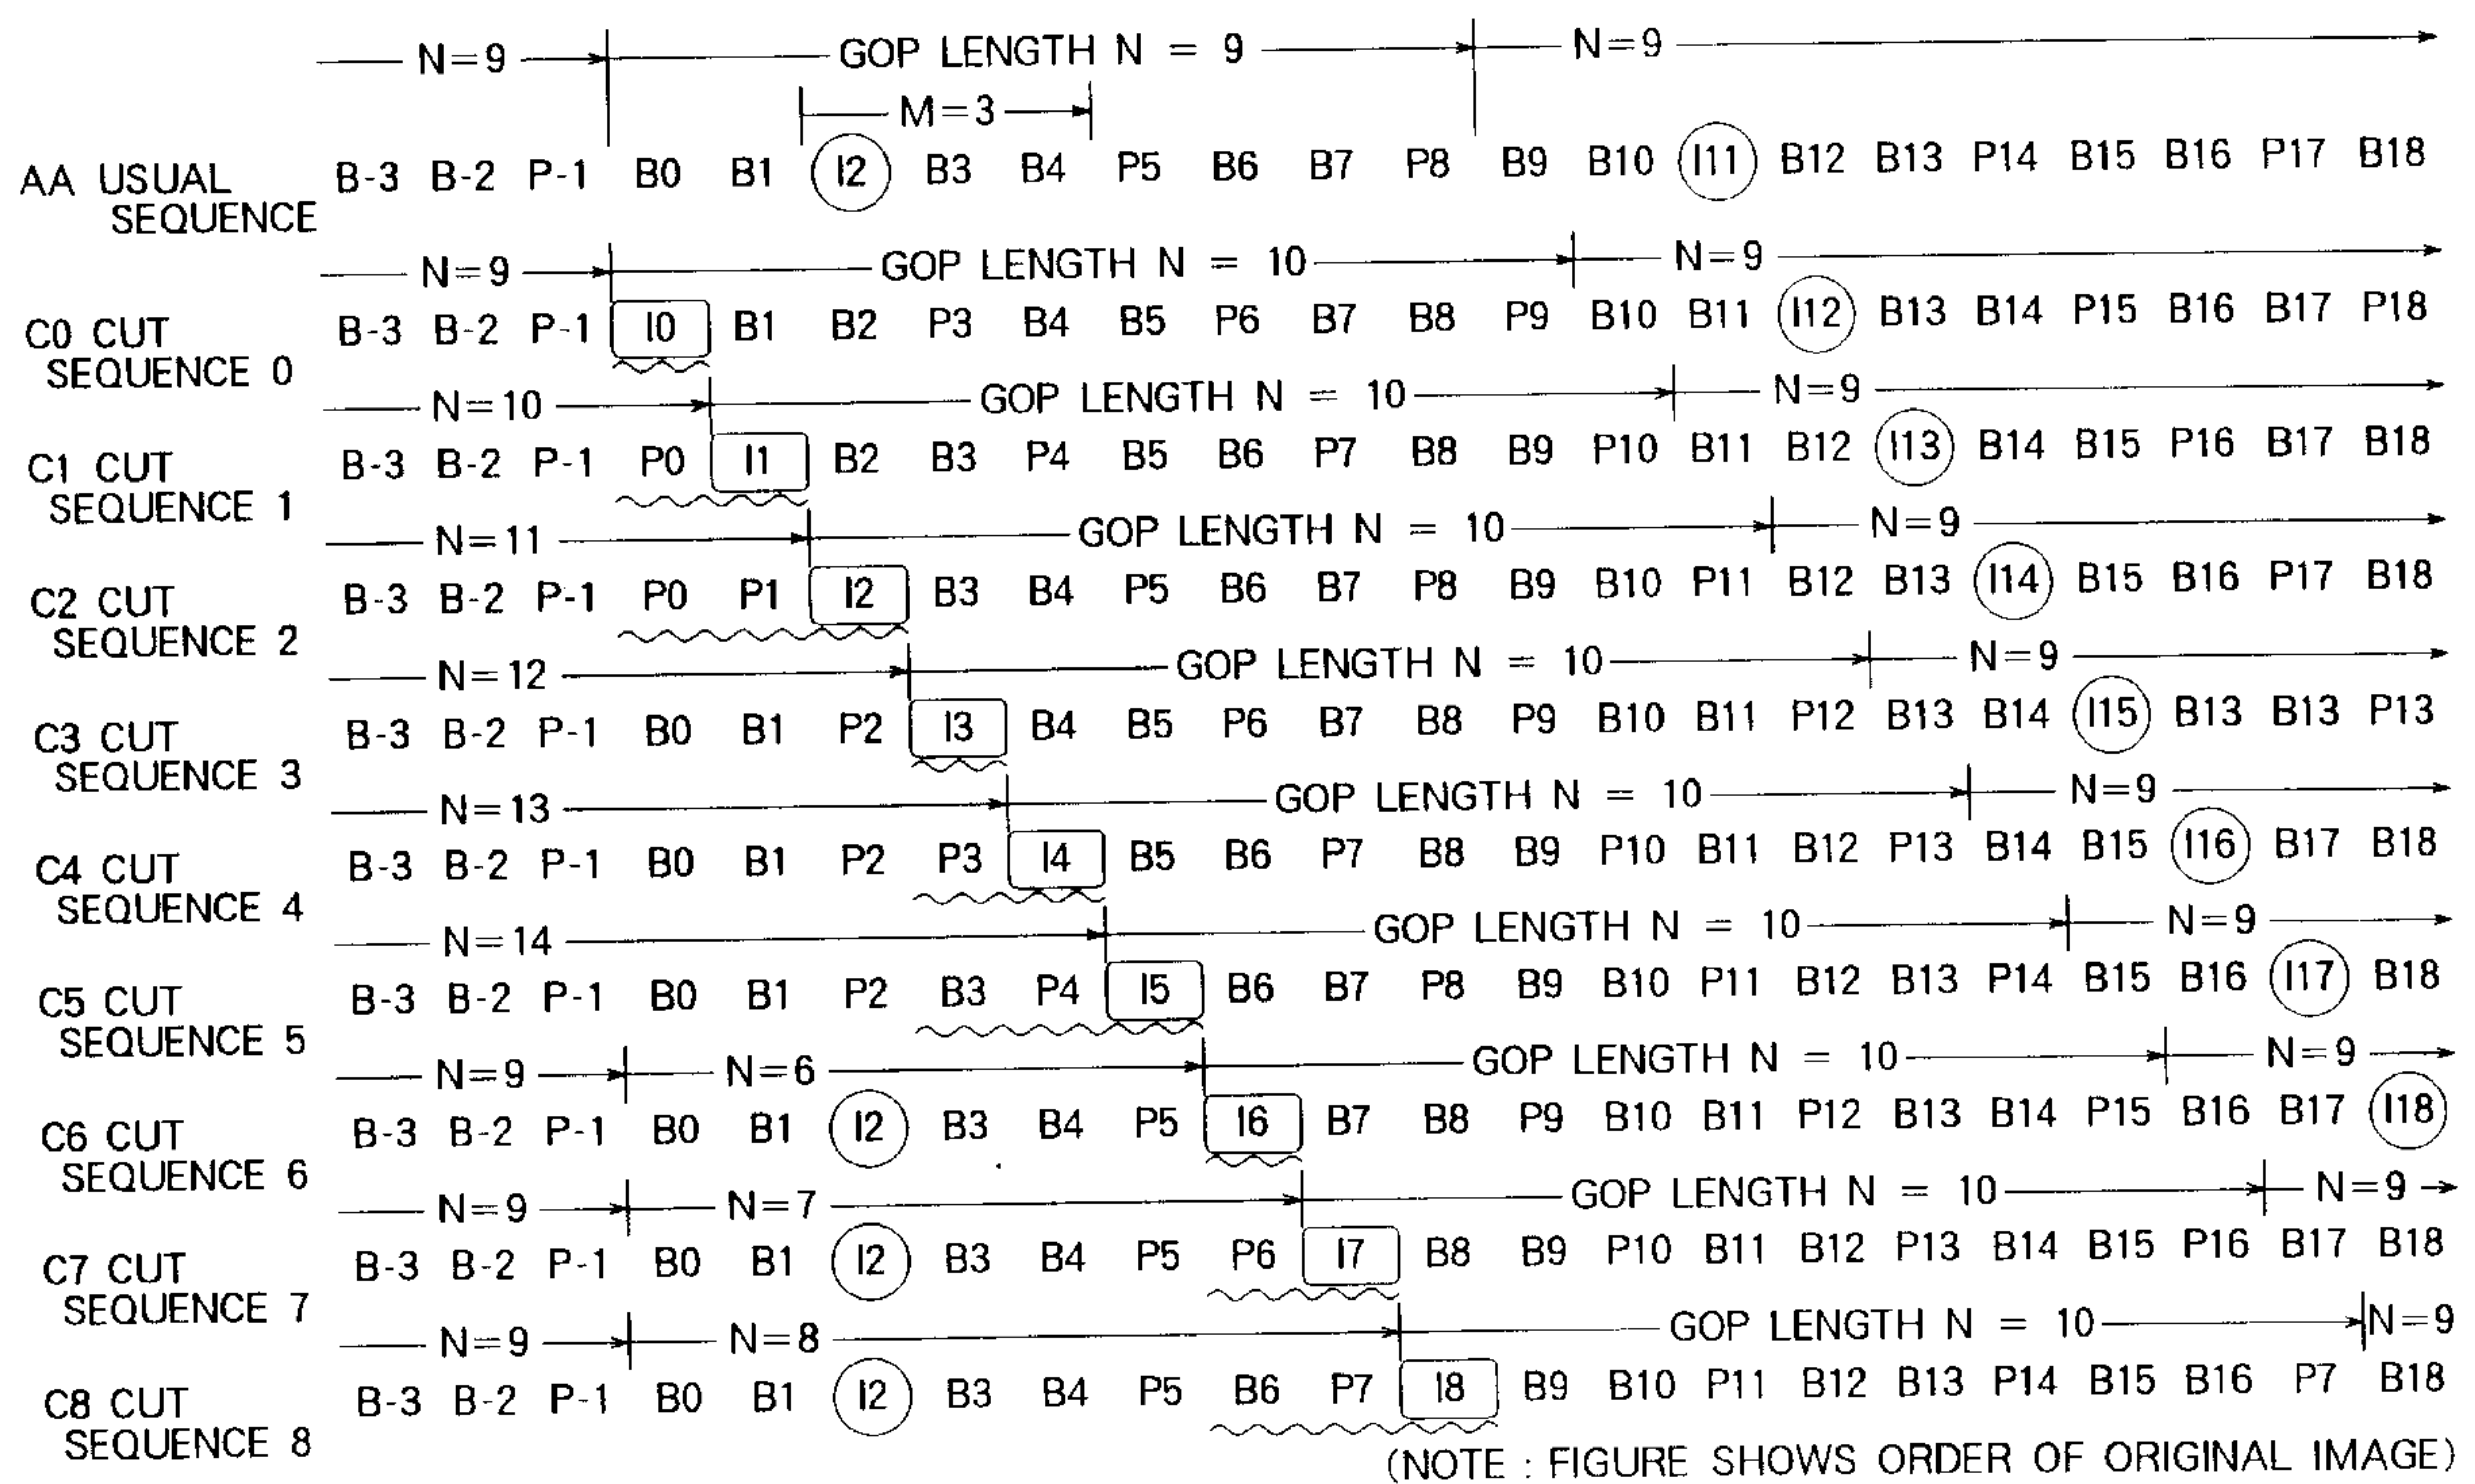 N=9 GOP LENGTH N = 9 N=9
M=3
AA USUAL SEQUENCE B-3 B-2 P-1 B0 B1 I2 B3 B4 P5 B6 B7 P8 B9 B10 I11 B12 B13 P14 B15 B16 P17 B18
N=9 GOP LENGTH N = 10 N=9
C0 CUT SEQUENCE 0 B-3 B-2 P-1 I0 B1 B2 P3 B4 B5 P6 B7 B8 P9 B10 B11 I12 B13 B14 P15 B16 B17 P18
N=10 GOP LENGTH N = 10 N=9
C1 CUT SEQUENCE 1 B-3 B-2 P-1 P0 I1 B2 B3 P4 B5 B6 P7 B8 B9 P10 B11 B12 I13 B14 B15 P16 B17 B18
N=11 GOP LENGTH N = 10 N=9
C2 CUT SEQUENCE 2 B-3 B-2 P-1 P0 P1 I2 B3 B4 P5 B6 B7 P8 B9 B10 P11 B12 B13 I14 B15 B16 P17 B18
N=12 GOP LENGTH N = 10 N=9
C3 CUT SEQUENCE 3 B-3 B-2 P-1 B0 B1 P2 I3 B4 B5 P6 B7 B8 P9 B10 B11 P12 B13 B14 I15 B13 B13 P13
N=13 GOP LENGTH N = 10 N=9
C4 CUT SEQUENCE 4 B-3 B-2 P-1 B0 B1 P2 P3 I4 B5 B6 P7 B8 B9 P10 B11 B12 P13 B14 B15 I16 B17 B18
N=14 GOP LENGTH N = 10 N=9
C5 CUT SEQUENCE 5 B-3 B-2 P-1 B0 B1 P2 B3 P4 I5 B6 B7 P8 B9 B10 P11 B12 B13 P14 B15 B16 I17 B18
N=9 N=6 GOP LENGTH N = 10 N=9
C6 CUT SEQUENCE 6 B-3 B-2 P-1 B0 B1 I2 B3 B4 P5 I6 B7 B8 P9 B10 B11 P12 B13 B14 P15 B16 B17 I18
N=9 N=7 GOP LENGTH N = 10 N=9
C7 CUT SEQUENCE 7 B-3 B-2 P-1 B0 B1 I2 B3 B4 P5 P6 I7 B8 B9 P10 B11 B12 P13 B14 B15 P16 B17 B18
N=9 N=8 GOP LENGTH N = 10 N=9
C8 CUT SEQUENCE 8 B-3 B-2 P-1 B0 B1 I2 B3 B4 P5 B6 P7 I8 B9 B10 P11 B12 B13 P14 B15 B16 P7 B18
(NOTE : FIGURE SHOWS ORDER OF ORIGINAL IMAGE)